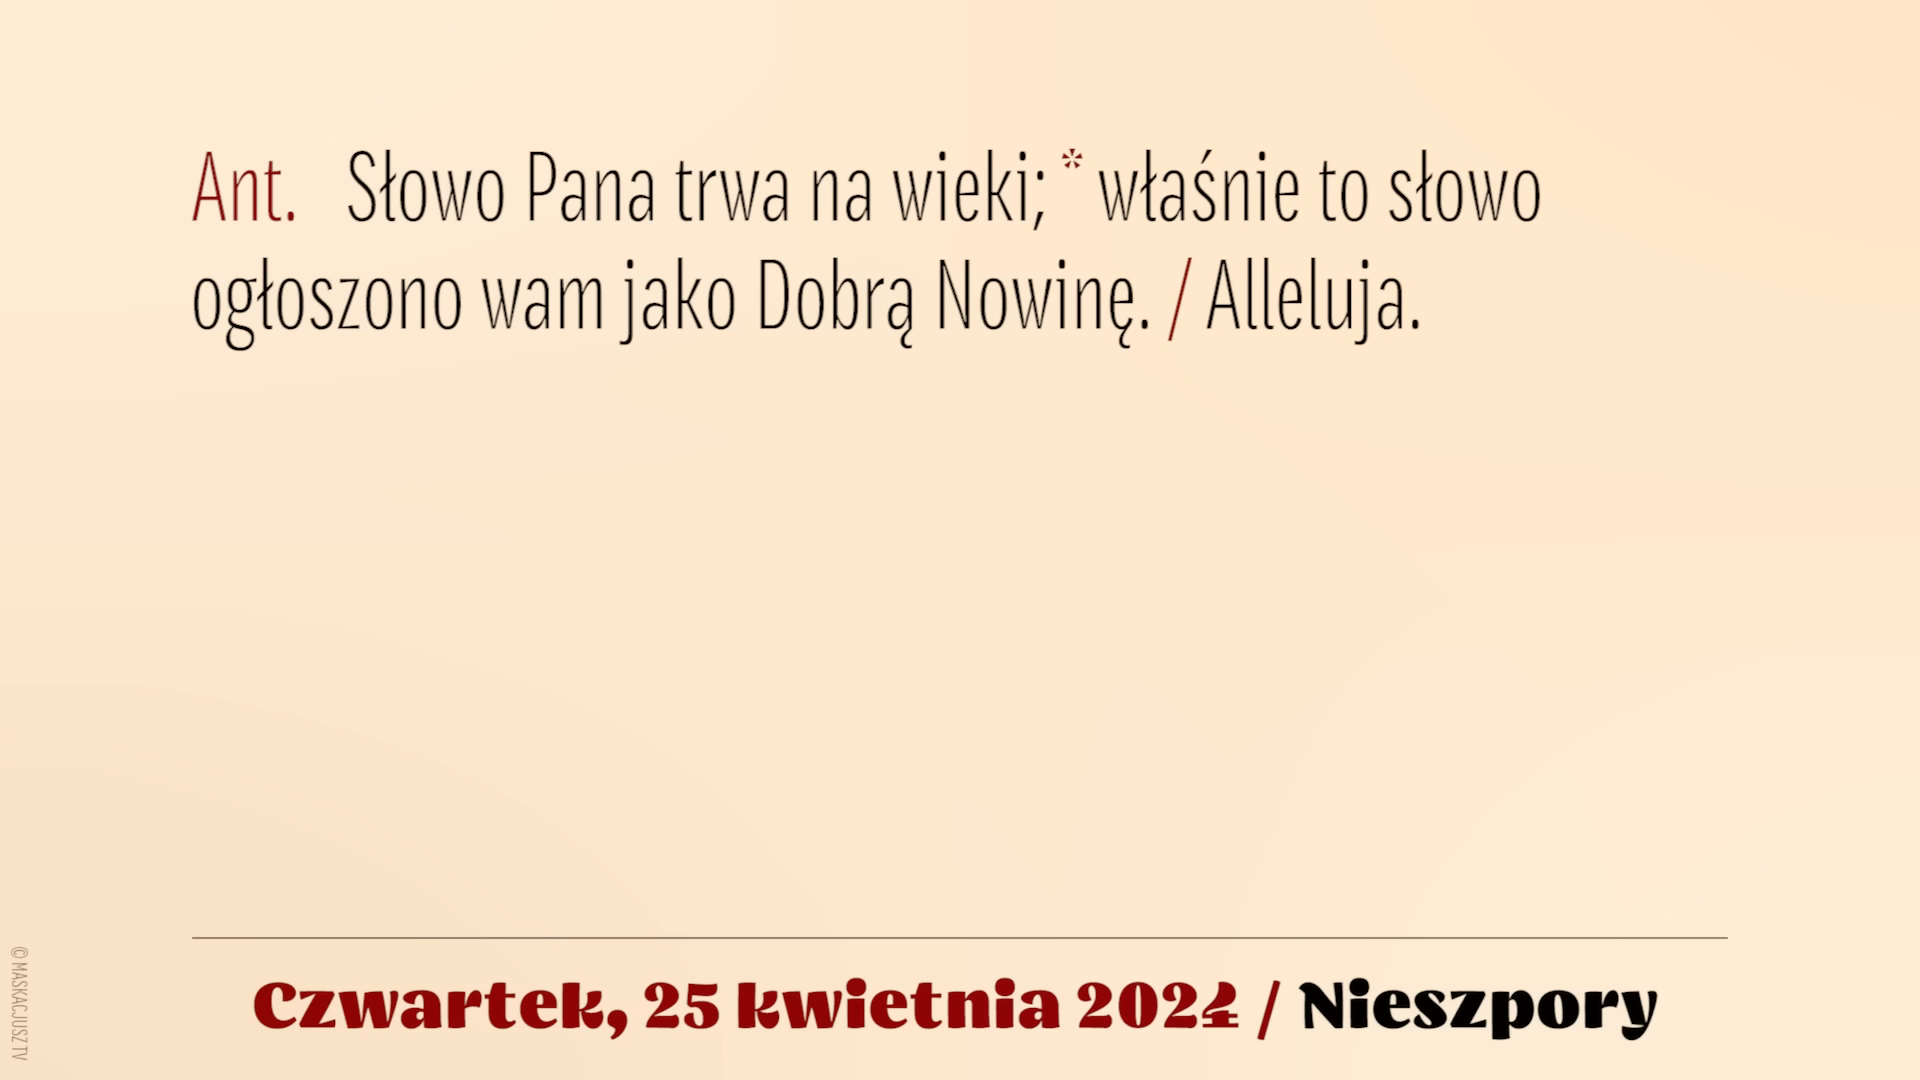 Ant. Słowo Pana trwa na wieki; * właśnie to słowo
ogłoszono wam jako Dobrą Nowinę. / Alleluja.
Czwartek, 25 kwietnia 2024 / Nieszpory
© MASKACJUSZ TV